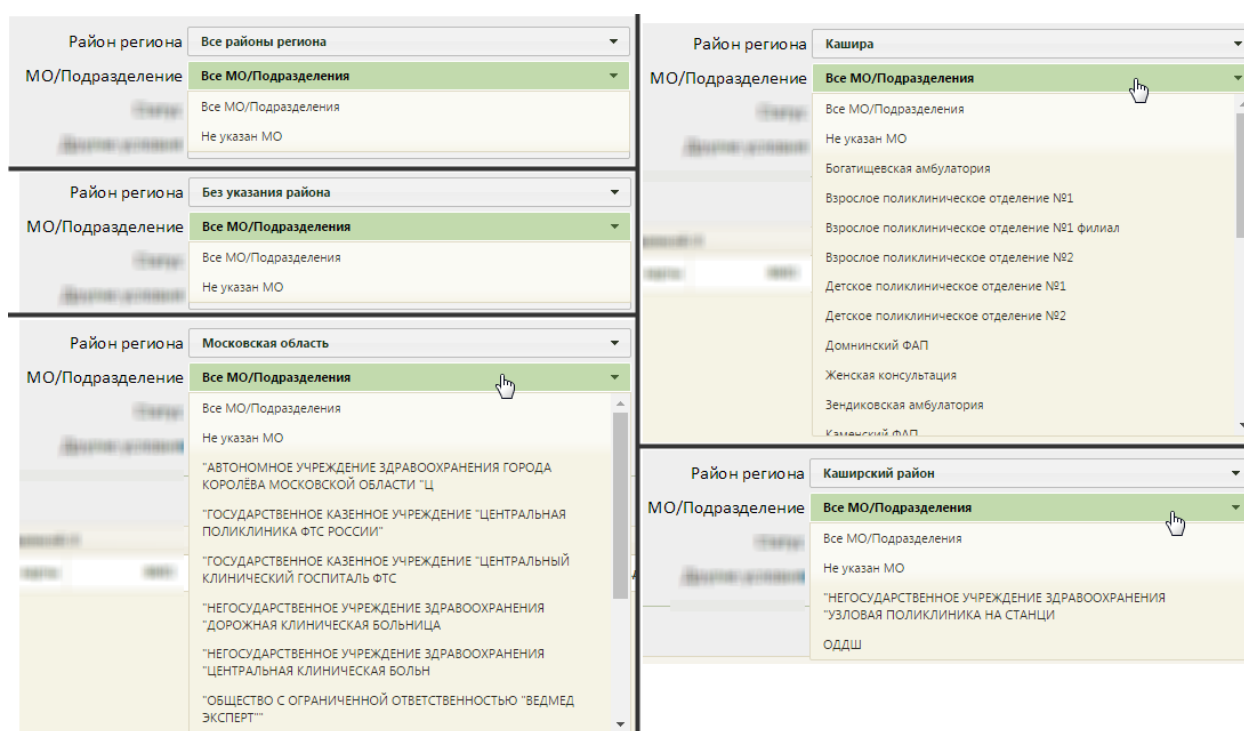 Район региона Все районы региона
МО/Подразделение Все МО/Подразделения
Все МО/Подразделения
Не указан МО
Район региона Без указания района
МО/Подразделение Все МО/Подразделения
Все МО/Подразделения
Не указан МО
Район региона Московская область
МО/Подразделение Все МО/Подразделения
Все МО/Подразделения
Не указан МО
"АВТОНОМНОЕ УЧРЕЖДЕНИЕ ЗДРАВООХРАНЕНИЯ ГОРОДА
КОРОЛЁВА МОСКОВСКОЙ ОБЛАСТИ "Ц
"ГОСУДАРСТВЕННОЕ КАЗЕННОЕ УЧРЕЖДЕНИЕ "ЦЕНТРАЛЬНАЯ
ПОЛИКЛИНИКА ФТС РОССИИ"
"ГОСУДАРСТВЕННОЕ КАЗЕННОЕ УЧРЕЖДЕНИЕ "ЦЕНТРАЛЬНЫЙ
КЛИНИЧЕСКИЙ ГОСПИТАЛЬ ФТС
"НЕГОСУДАРСТВЕННОЕ УЧРЕЖДЕНИЕ ЗДРАВООХРАНЕНИЯ
"ДОРОЖНАЯ КЛИНИЧЕСКАЯ БОЛЬНИЦА
"НЕГОСУДАРСТВЕННОЕ УЧРЕЖДЕНИЕ ЗДРАВООХРАНЕНИЯ
"ЦЕНТРАЛЬНАЯ КЛИНИЧЕСКАЯ БОЛЬН
"ОБЩЕСТВО С ОГРАНИЧЕННОЙ ОТВЕТСТВЕННОСТЬЮ "ВЕДМЕД
ЭКСПЕРТ""
Район региона Кашира
МО/Подразделение Все МО/Подразделения
Все МО/Подразделения
Не указан МО
Богатищевская амбулатория
Взрослое поликлиническое отделение №1
Взрослое поликлиническое отделение №1 филиал
Взрослое поликлиническое отделение №2
Детское поликлиническое отделение №1
Детское поликлиническое отделение №2
Домнинский ФАП
Женская консультация
Зендиковская амбулатория
Каменский ФАП
Район региона Каширский район
МО/Подразделение Все МО/Подразделения
Все МО/Подразделения
Не указан МО
"НЕГОСУДАРСТВЕННОЕ УЧРЕЖДЕНИЕ ЗДРАВООХРАНЕНИЯ
"УЗЛОВАЯ ПОЛИКЛИНИКА НА СТАНЦИ
ОДДШ